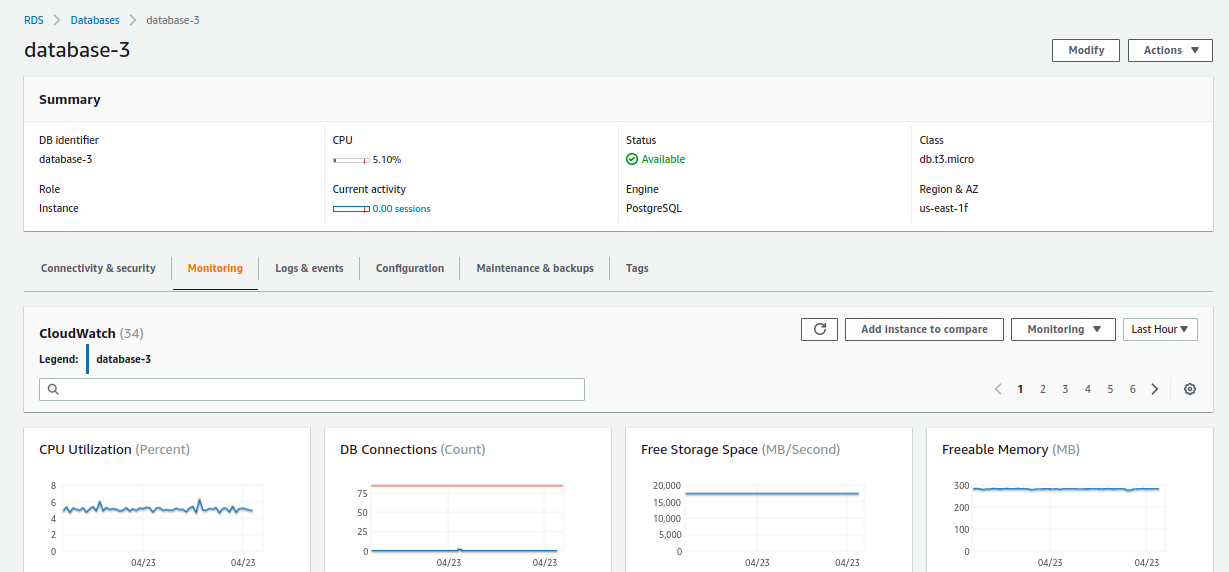 RDS Databases database-3
database-3
Modify Actions
Summary
DB identifier CPU Status Class
database-3 5.10% Available db.t3.micro
Role Current activity Engine Region & AZ
Instance 0.00 sessions PostgreSQL us-east-1f
Connectivity & security Monitoring Logs & events Configuration Maintenance & backups Tags
CloudWatch (34) Add instance to compare Monitoring Last Hour
Legend: database-3
1 2 3 4 5 6
CPU Utilization (Percent)
8
6
4
2
0
04/23 04/23
DB Connections (Count)
75
50
25
0
04/23 04/23
Free Storage Space (MB/Second)
20,000
15,000
10,000
5,000
0
04/23 04/23
Freeable Memory (MB)
300
200
100
0
04/23 04/23